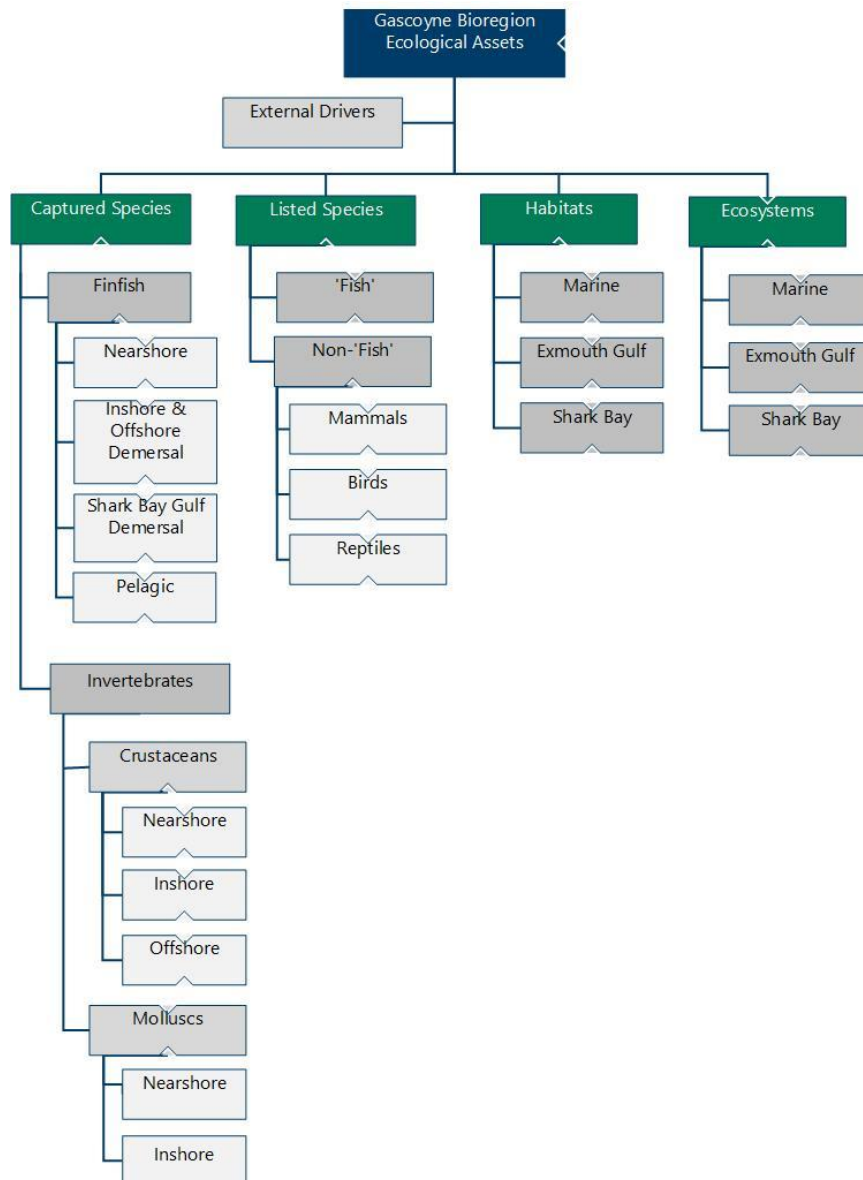 Gascoyne Bioregion
Ecological Assets
External Drivers
Captured Species
Listed Species
Habitats
Ecosystems
Finfish
Nearshore
Inshore &
Offshore
Demersal
Shark Bay Gulf
Demersal
Pelagic
Invertebrates
Crustaceans
Nearshore
Inshore
Offshore
Molluscs
Nearshore
Inshore
'Fish'
Non-'Fish'
Mammals
Birds
Reptiles
Marine
Exmouth Gulf
Shark Bay
Marine
Exmouth Gulf
Shark Bay